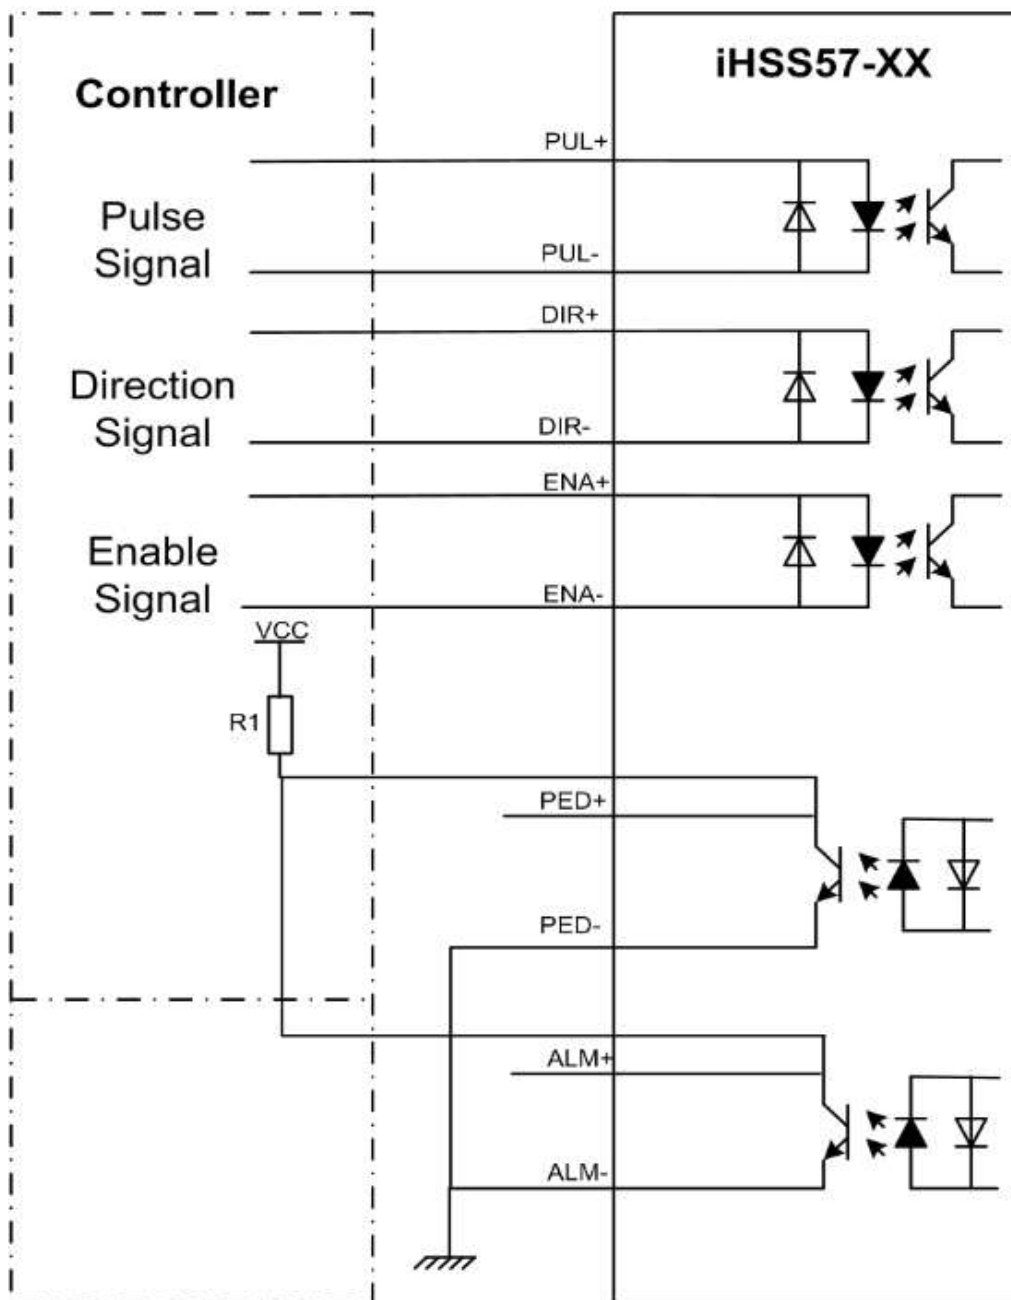 iHSS57-XX
Controller
PUL+
Pulse
Signal
PUL-
DIR+
Direction
Signal
DIR-
ENA+
Enable
Signal
ENA-
VCC
R1
PED+
PED-
ALM+
ALM-